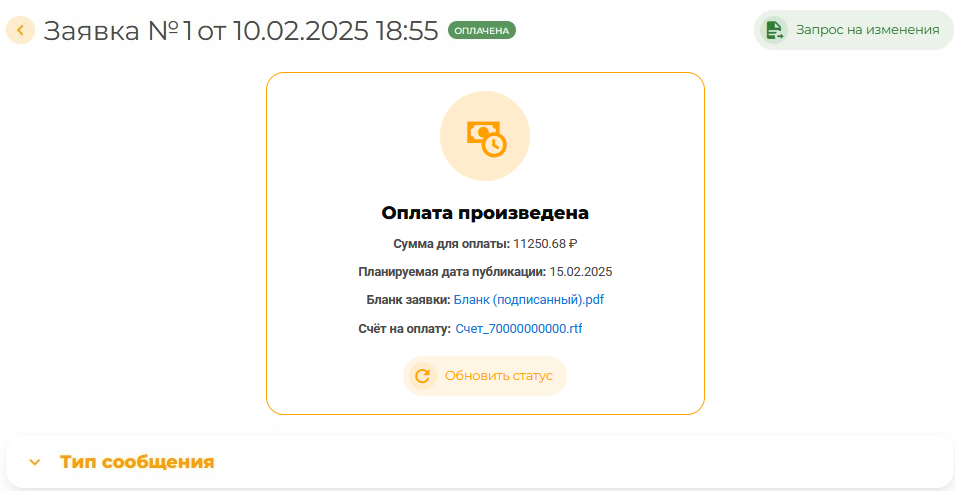 Заявка № 1 от 10.02.2025 18:55 ОПЛАЧЕНА
Запрос на изменения
Оплата произведена
Сумма для оплаты: 11250.68 ₽
Планируемая дата публикации: 15.02.2025
Бланк заявки: Бланк (подписанный).pdf
Счёт на оплату: Счет_70000000000.rtf
Обновить статус
Тип сообщения